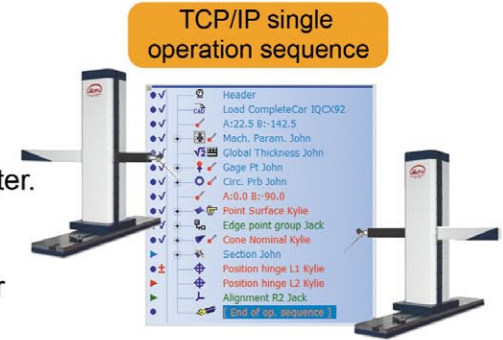 TCP/IP single
operation sequence
Header
Load CompleteCar IQCX92
A:22.5 B:-142.5
Mach. Param. John
Global Thickness John
ter.
Gage Pt John
Circ. Prb John
A:0.0 B:-90.0
Point Surface Kylie
Edge point group Jack
Cone Nominal Kylie
Section John
Position hinge L1 Kylie
r
Position hinge L2 Kylie
Alignment R2 Jack
[ End of op. sequence ]